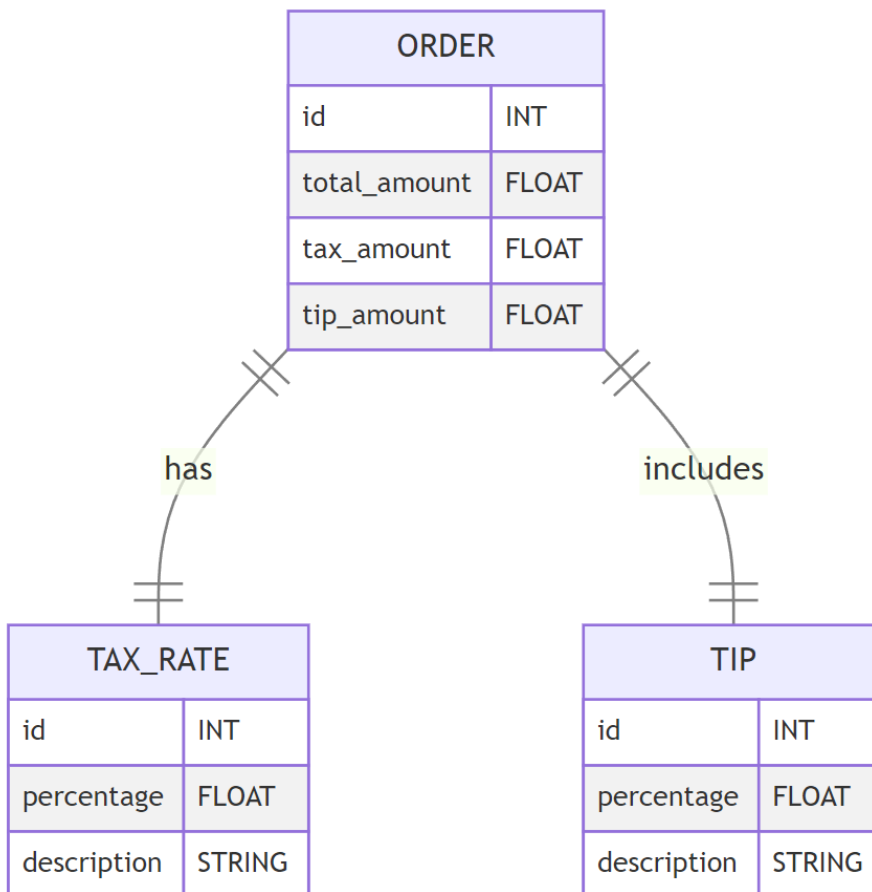 ORDER
id INT
total_amount FLOAT
tax_amount FLOAT
tip_amount FLOAT
has
includes
TAX_RATE
id INT
percentage FLOAT
description STRING
TIP
id INT
percentage FLOAT
description STRING